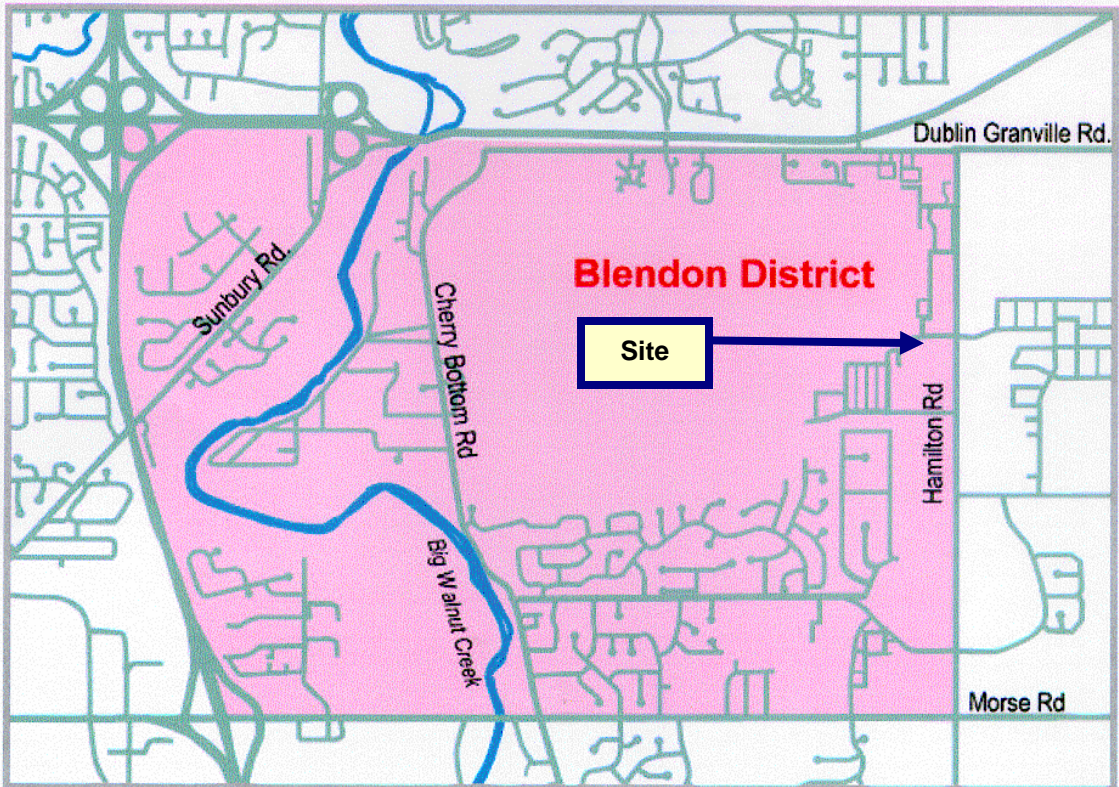 Dublin Granville Rd.
Sunbury Rd.
Blendon District
Cherry Bottom Rd
Site
Hamilton Rd
Big Walnut Creek
Morse Rd